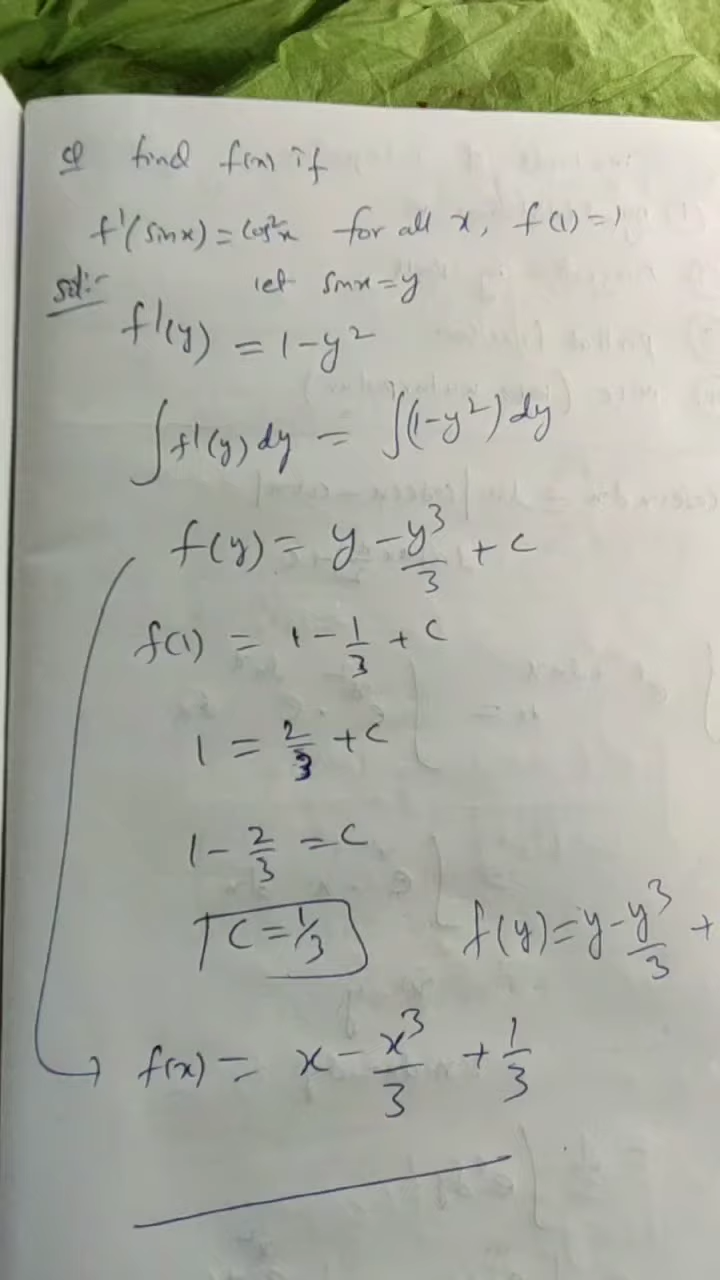 Q find f(x) if
f'(sinx) = cos²x for all x, f(1)=1
Sol:- let sinx=y
f'(y) = 1-y²
∫f'(y) dy = ∫(1-y²) dy
f(y) = y - y³/3 + c
f(1) = 1 - 1/3 + c
1 = 2/3 + c
1 - 2/3 = c
c = 1/3 f(y)=y-y³/3 +
→ f(x) = x - x³/3 + 1/3